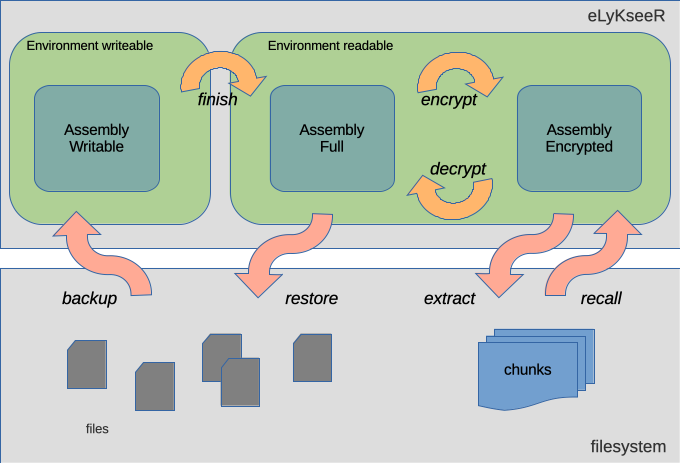 eLyKseeR
Environment writeable
Environment readable
finish
encrypt
Assembly
Writable
Assembly
Full
Assembly
Encrypted
decrypt
backup
restore
extract
recall
chunks
files
filesystem